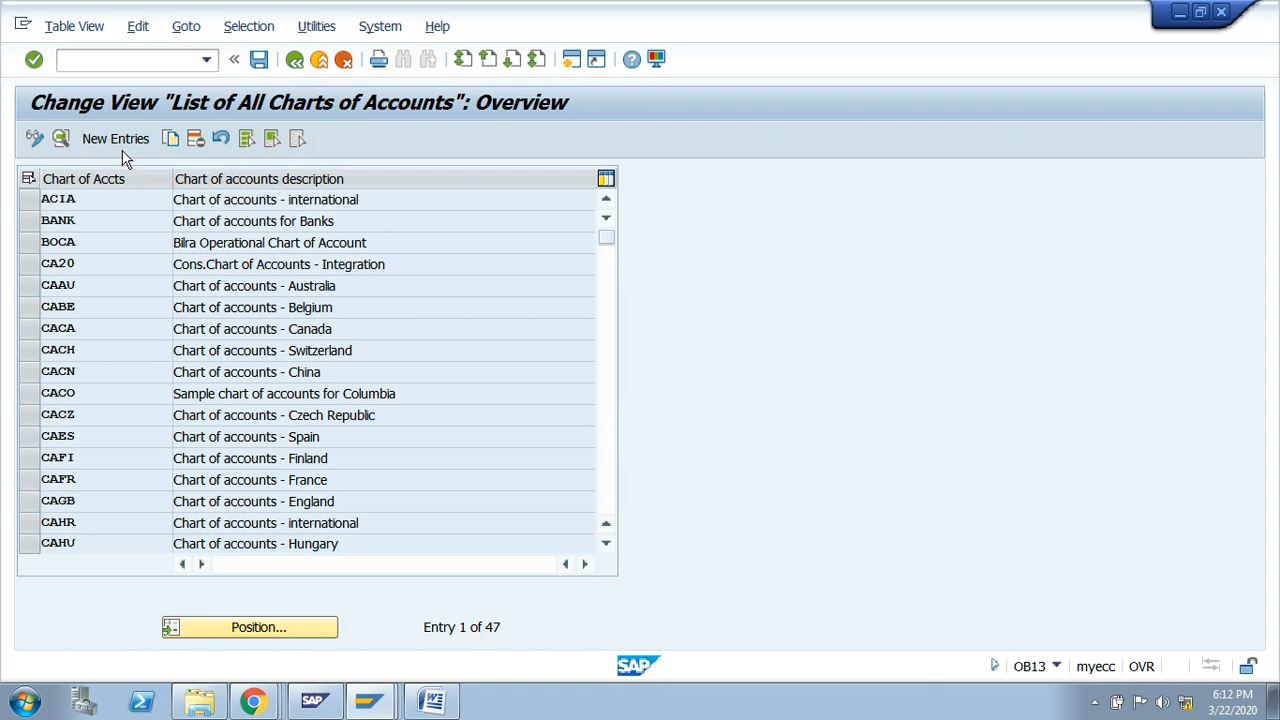 Table View Edit Goto Selection Utilities System Help
Change View "List of All Charts of Accounts": Overview
New Entries
Chart of Accts Chart of accounts description
ACIA Chart of accounts - international
BANK Chart of accounts for Banks
BOCA Bilra Operational Chart of Account
CA20 Cons.Chart of Accounts - Integration
CAAU Chart of accounts - Australia
CABE Chart of accounts - Belgium
CACA Chart of accounts - Canada
CACH Chart of accounts - Switzerland
CACN Chart of accounts - China
CACO Sample chart of accounts for Columbia
CACZ Chart of accounts - Czech Republic
CAES Chart of accounts - Spain
CAFI Chart of accounts - Finland
CAFR Chart of accounts - France
CAGB Chart of accounts - England
CAHR Chart of accounts - international
CAHU Chart of accounts - Hungary
Position... Entry 1 of 47
SAP OB13 myecc OVR
SAP W 6:12 PM
3/22/2020